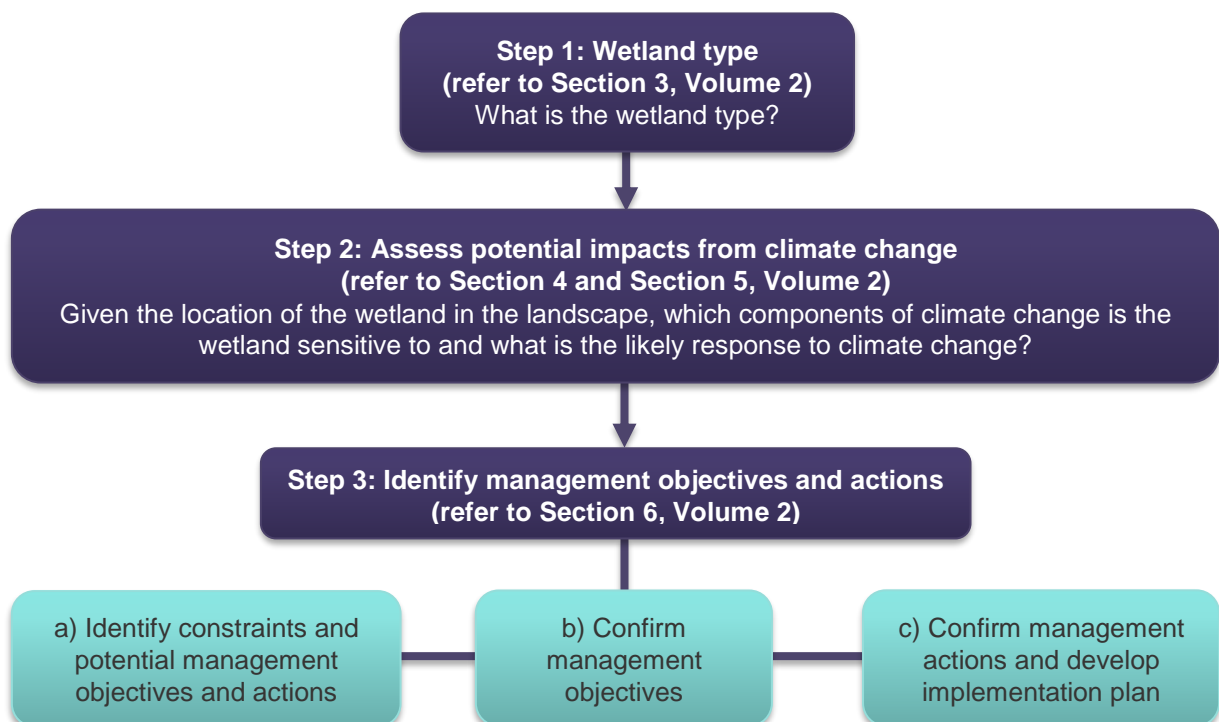 Step 1: Wetland type
(refer to Section 3, Volume 2)
What is the wetland type?
Step 2: Assess potential impacts from climate change
(refer to Section 4 and Section 5, Volume 2)
Given the location of the wetland in the landscape, which components of climate change is the
wetland sensitive to and what is the likely response to climate change?
Step 3: Identify management objectives and actions
(refer to Section 6, Volume 2)
a) Identify constraints and
potential management
objectives and actions
b) Confirm
management
objectives
c) Confirm management
actions and develop
implementation plan